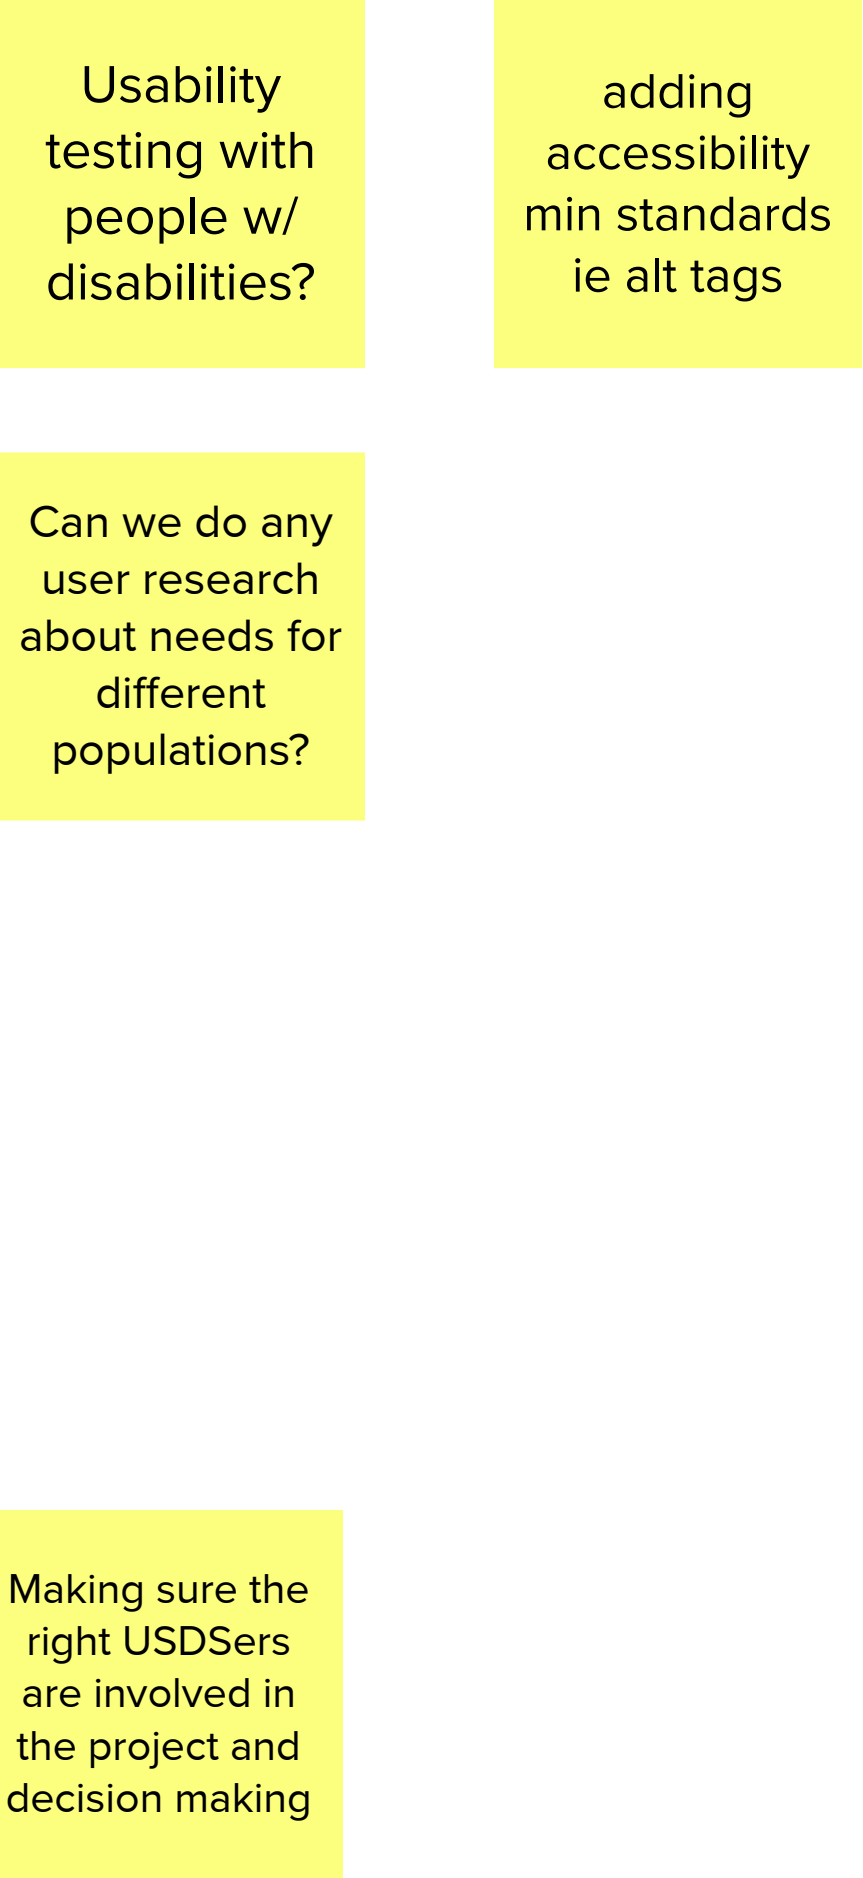 Usability
testing with
people w/
disabilities?
adding
accessibility
min standards
ie alt tags
Can we do any
user research
about needs for
different
populations?
Making sure the
right USDSers
are involved in
the project and
decision making